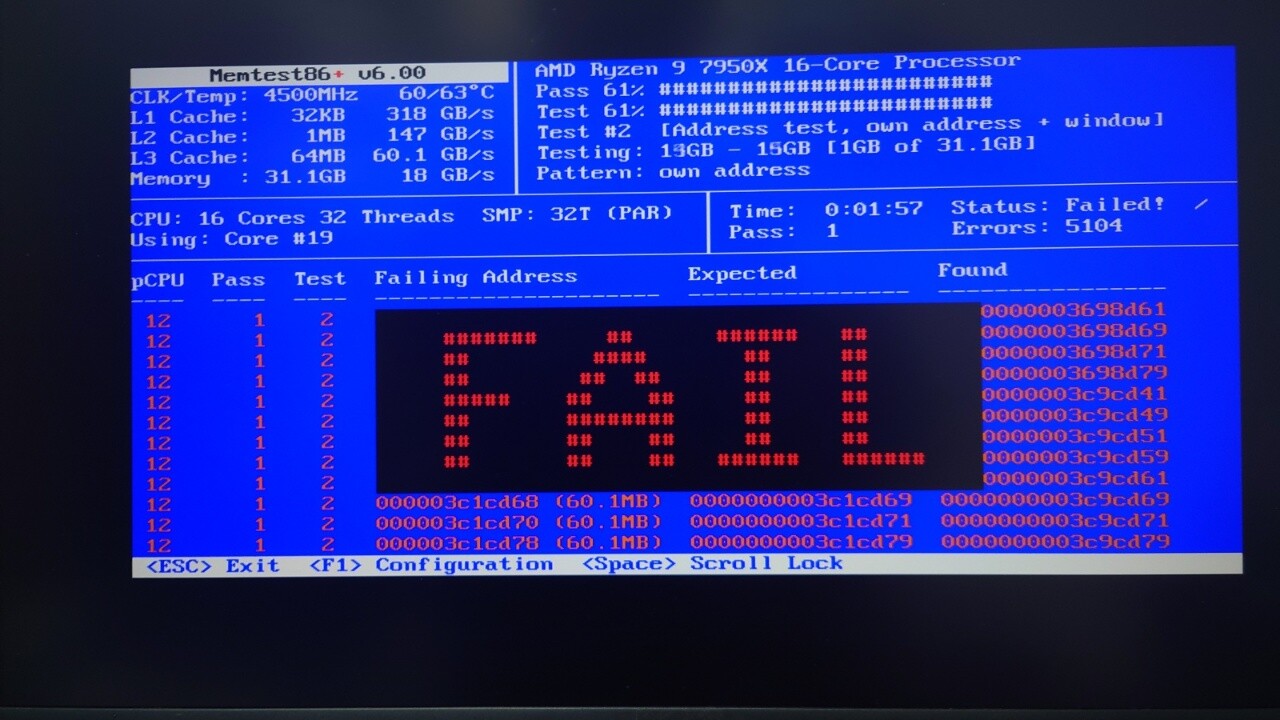 Memtest86+ v6.00
AMD Ryzen 9 7950X 16-Core Processor
CLK/Temp: 4500MHz 60/63°C
Pass 61% #########################
L1 Cache: 32KB 318 GB/s
Test 61% #########################
L2 Cache: 1MB 147 GB/s
Test #2 [Address test, own address + window]
L3 Cache: 64MB 60.1 GB/s
Testing: - 15GB [1GB of 31.1GB]
Memory : 31.1GB 18 GB/s
Pattern: own address
CPU: 16 Cores 32 Threads SMP: 32T (PAR)
Time: 0:01:57 Status: Failed! /
Using: Core #19
Pass: 1 Errors: 5104
pCPU Pass Test Failing Address Expected Found
12 1 2 0000003698d61
12 1 2 0000003698d69
12 1 2 0000003698d71
12 1 2 0000003698d79
12 1 2 0000003c9cd41
12 1 2 0000003c9cd49
12 1 2 0000003c9cd51
12 1 2 0000003c9cd59
12 1 2 0000003c9cd61
FAIL
12 1 2 000003c1cd68 (60.1MB) 0000000003c1cd69 0000000003c9cd69
12 1 2 000003c1cd70 (60.1MB) 0000000003c1cd71 0000000003c9cd71
12 1 2 000003c1cd78 (60.1MB) 0000000003c1cd79 0000000003c9cd79
<ESC> Exit <F1> Configuration <Space> Scroll Lock